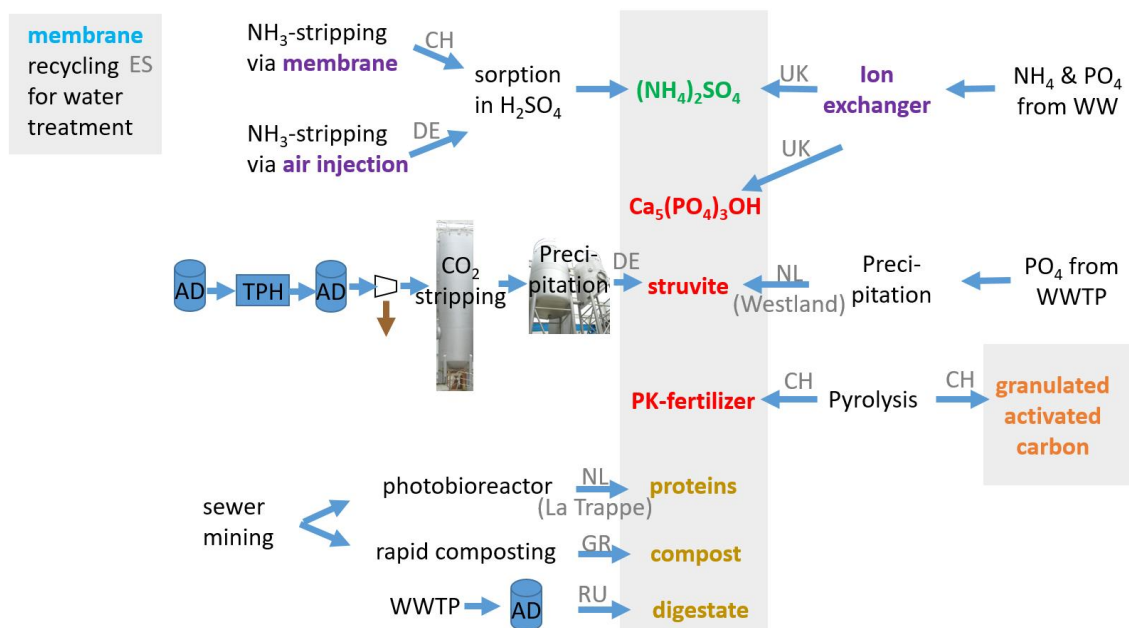 membrane
recycling ES
for water
treatment
NH₃-stripping
via membrane
CH
NH₃-stripping
via air injection
DE
sorption
in H₂SO₄
(NH₄)₂SO₄
UK
Ion
exchanger
NH₄ & PO₄
from WW
UK
Ca₅(PO₄)₃OH
AD
TPH
AD
CO₂
stripping
Preci-
pitation
DE
struvite
NL
(Westland)
Preci-
pitation
PO₄ from
WWTP
PK-fertilizer
CH
Pyrolysis
CH
granulated
activated
carbon
sewer
mining
photobioreactor
NL
(La Trappe)
proteins
rapid composting
GR
compost
WWTP
AD
RU
digestate